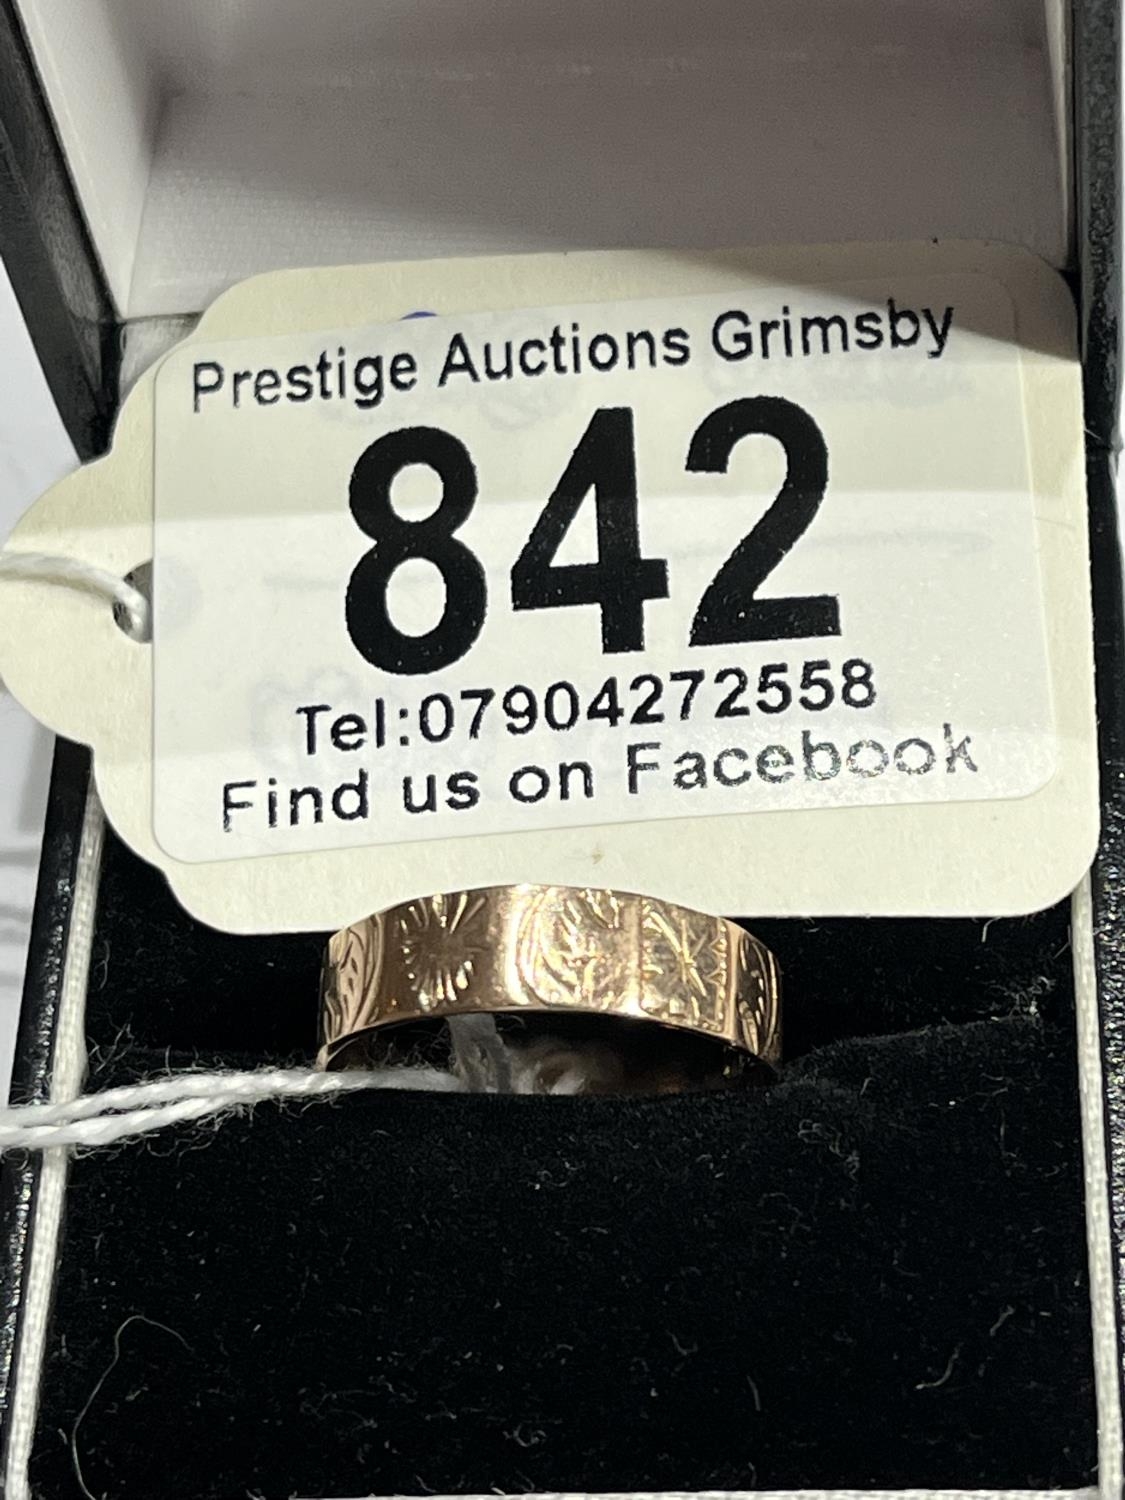 Prestige Auctions Grimsby
842
Tel:07904272558
Find us on Facebook